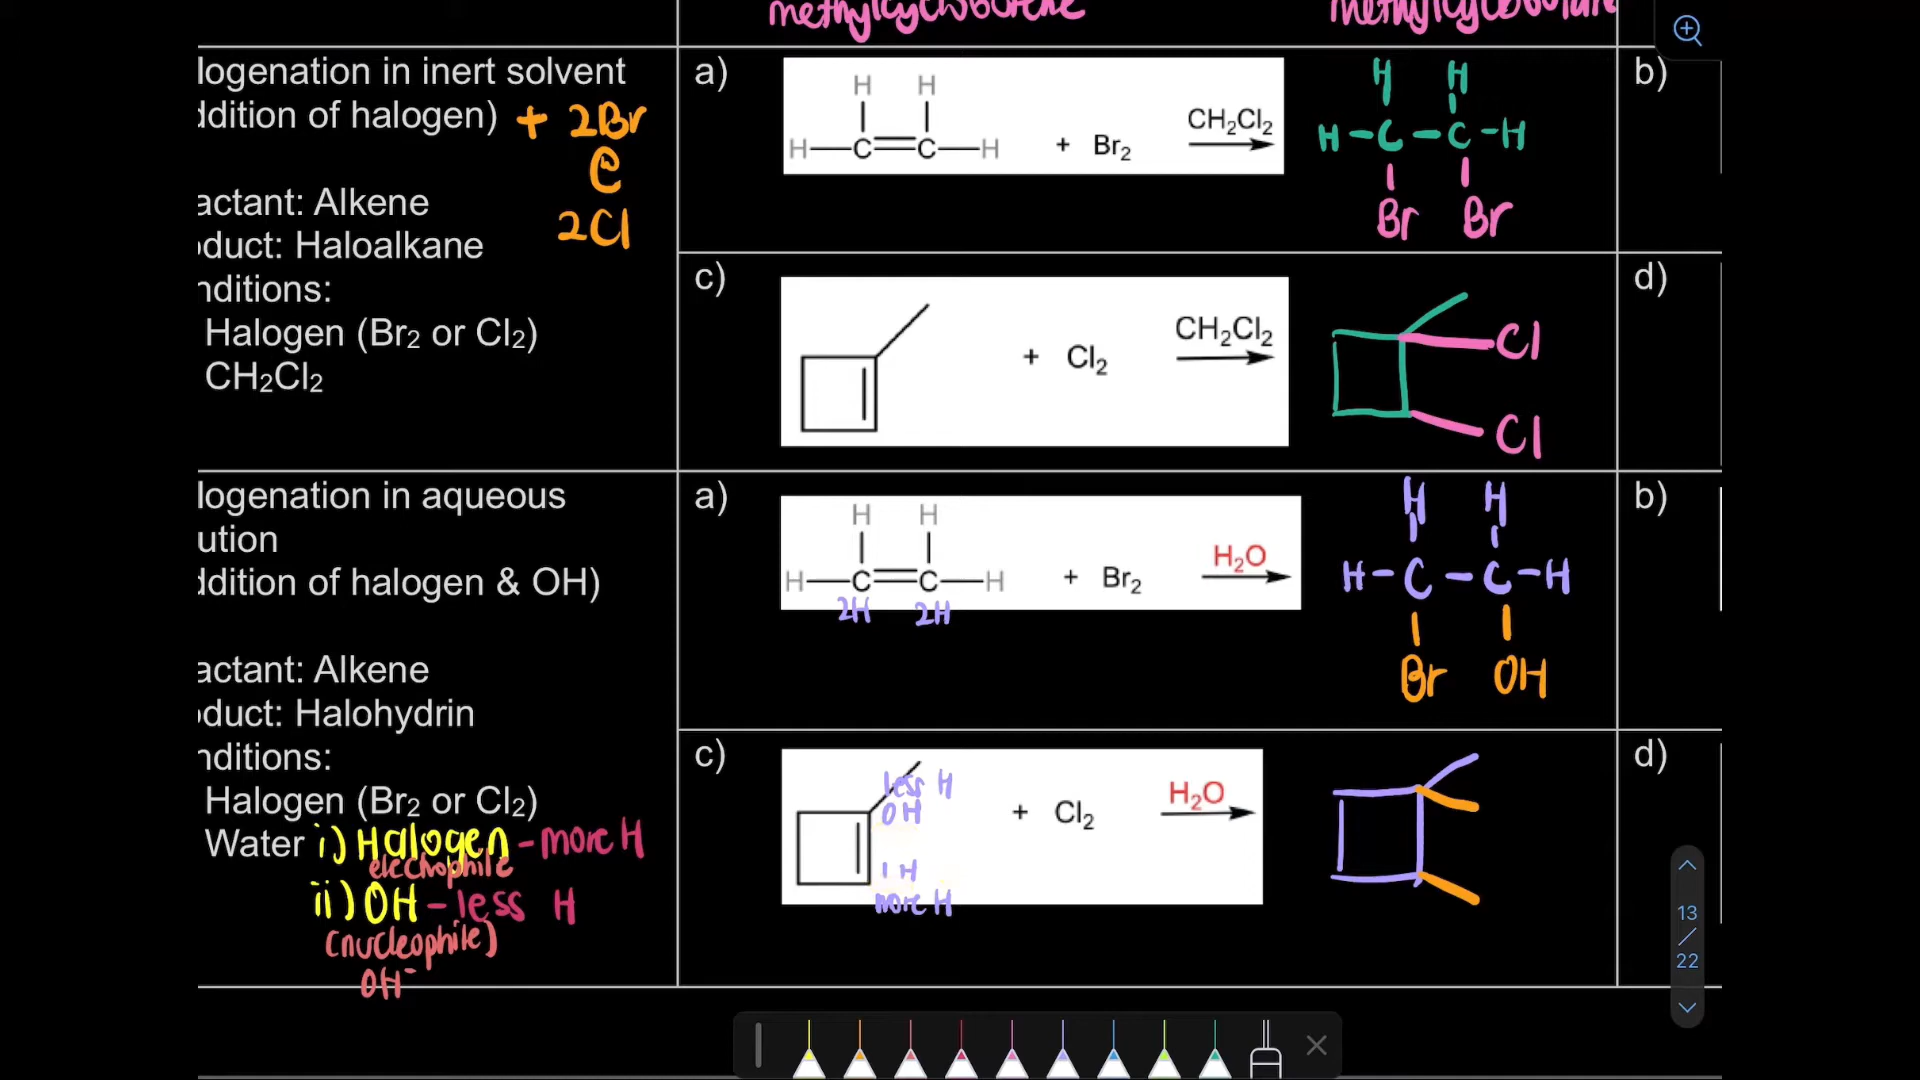 methylcyclobutene methylcyclobutane
logenation in inert solvent
ddition of halogen) + 2Br
@
2Cl
actant: Alkene
oduct: Haloalkane
nditions:
Halogen (Br2 or Cl2)
CH2Cl2
a)
H H
H C C H + Br2 CH2Cl2
H H
H-C-C-H
Br Br
b)
c)
+ Cl2 CH2Cl2
Cl
Cl
d)
logenation in aqueous
ution
ddition of halogen & OH)
actant: Alkene
oduct: Halohydrin
nditions:
Halogen (Br2 or Cl2)
Water i) Halogen - more H
electrophile
ii) OH - less H
(nucleophile)
OH-
a)
H H
H C C H + Br2 H2O
2H 2H
H H
H-C-C-H
Br OH
b)
c)
less H
OH
1H
more H
+ Cl2 H2O
d)
13
/
22